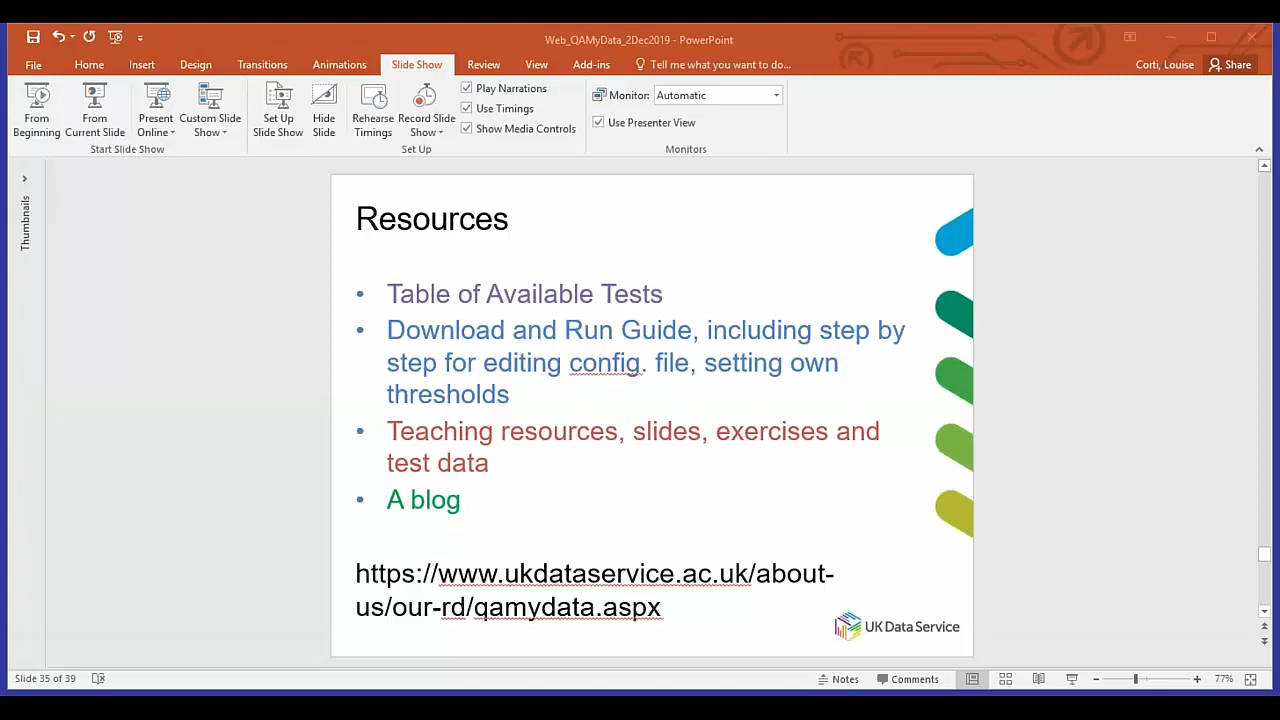 Web_QAMyData_2Dec2019 - PowerPoint
File Home Insert Design Transitions Animations Slide Show Review View Add-ins Tell me what you want to do... Corti, Louise Share
From Beginning
From Current Slide
Present Online
Custom Slide Show
Start Slide Show
Set Up Slide Show
Hide Slide
Rehearse Timings
Record Slide Show
Play Narrations
Use Timings
Show Media Controls
Set Up
Monitor: Automatic
Use Presenter View
Monitors
Thumbnails
Resources
• Table of Available Tests
• Download and Run Guide, including step by
step for editing config. file, setting own
thresholds
• Teaching resources, slides, exercises and
test data
• A blog
https://www.ukdataservice.ac.uk/about-
us/our-rd/qamydata.aspx
UK Data Service
Slide 35 of 39 Notes Comments 77%